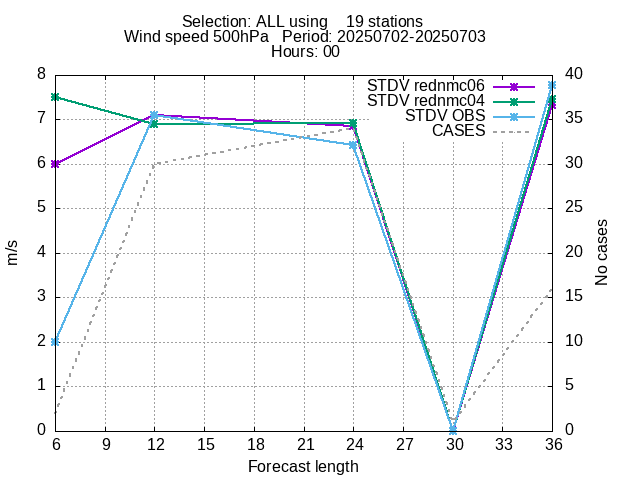 Selection: ALL using    19 stations
Wind speed 500hPa   Period: 20250702-20250703
Hours: 00
STDV rednmc06
STDV rednmc04
STDV OBS
CASES
8 40
7 35
6 30
5 25
4 20
3 15
2 10
1 5
0 0
m/s
No cases
6 9 12 15 18 21 24 27 30 33 36
Forecast length